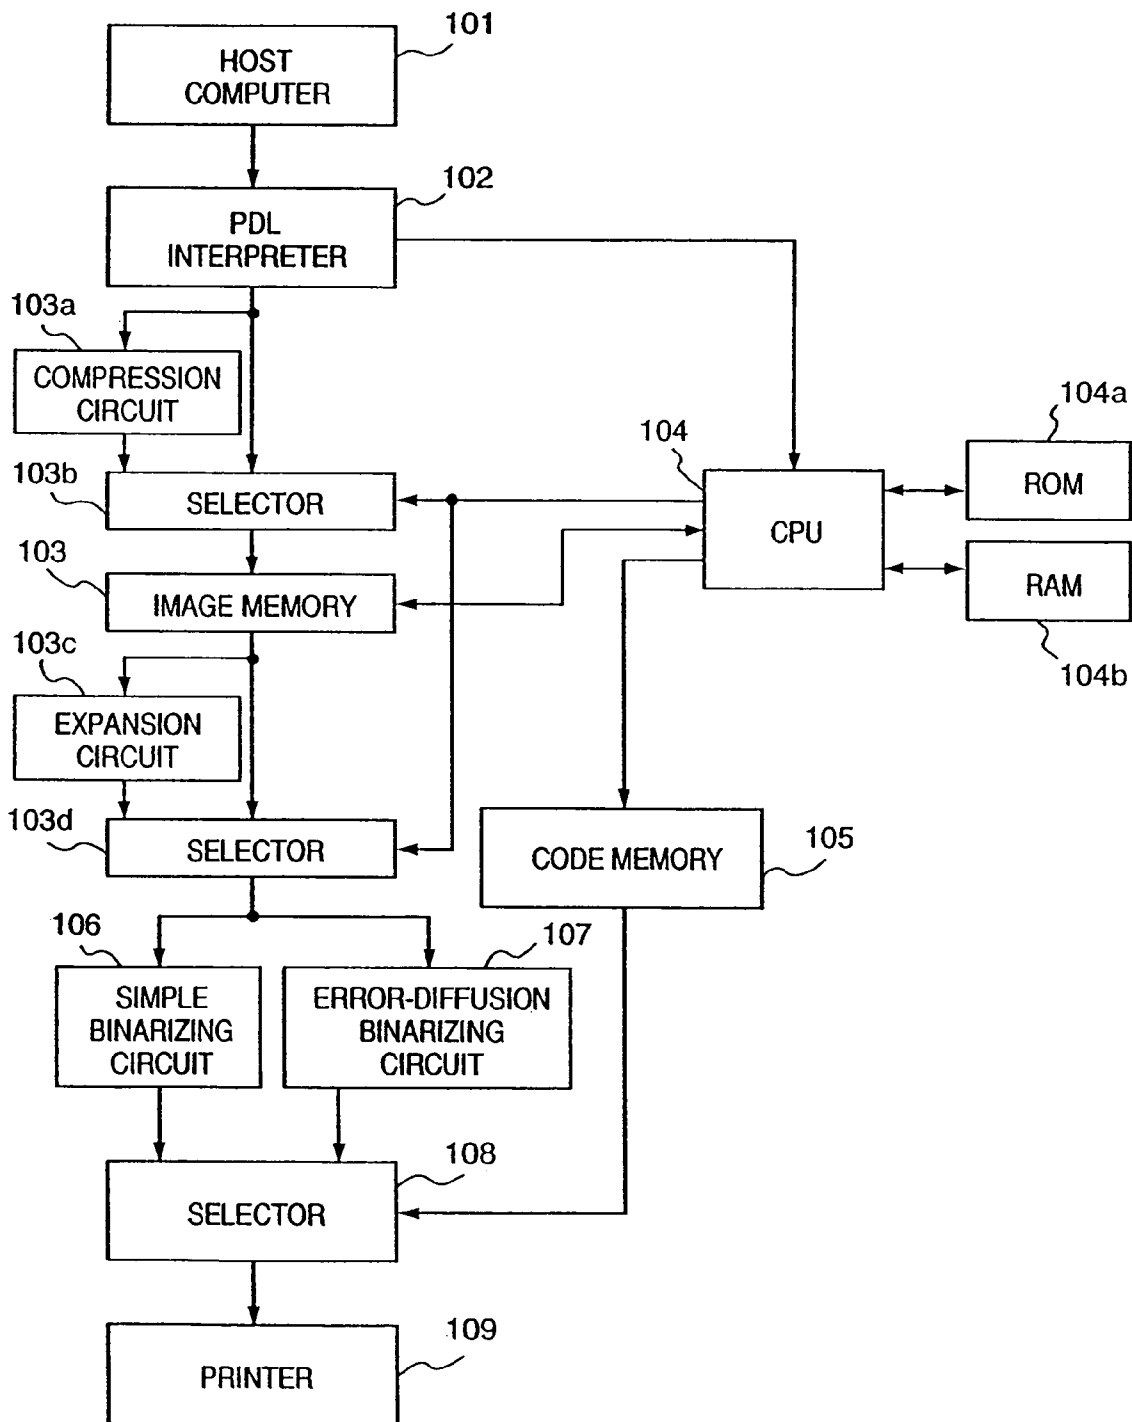 101
HOST
COMPUTER
102
PDL
INTERPRETER
103a
COMPRESSION
CIRCUIT
104a
104
ROM
103b
SELECTOR
CPU
103
IMAGE MEMORY
RAM
103c
104b
EXPANSION
CIRCUIT
103d
SELECTOR
CODE MEMORY
105
106
107
SIMPLE
BINARIZING
CIRCUIT
ERROR-DIFFUSION
BINARIZING
CIRCUIT
108
SELECTOR
109
PRINTER